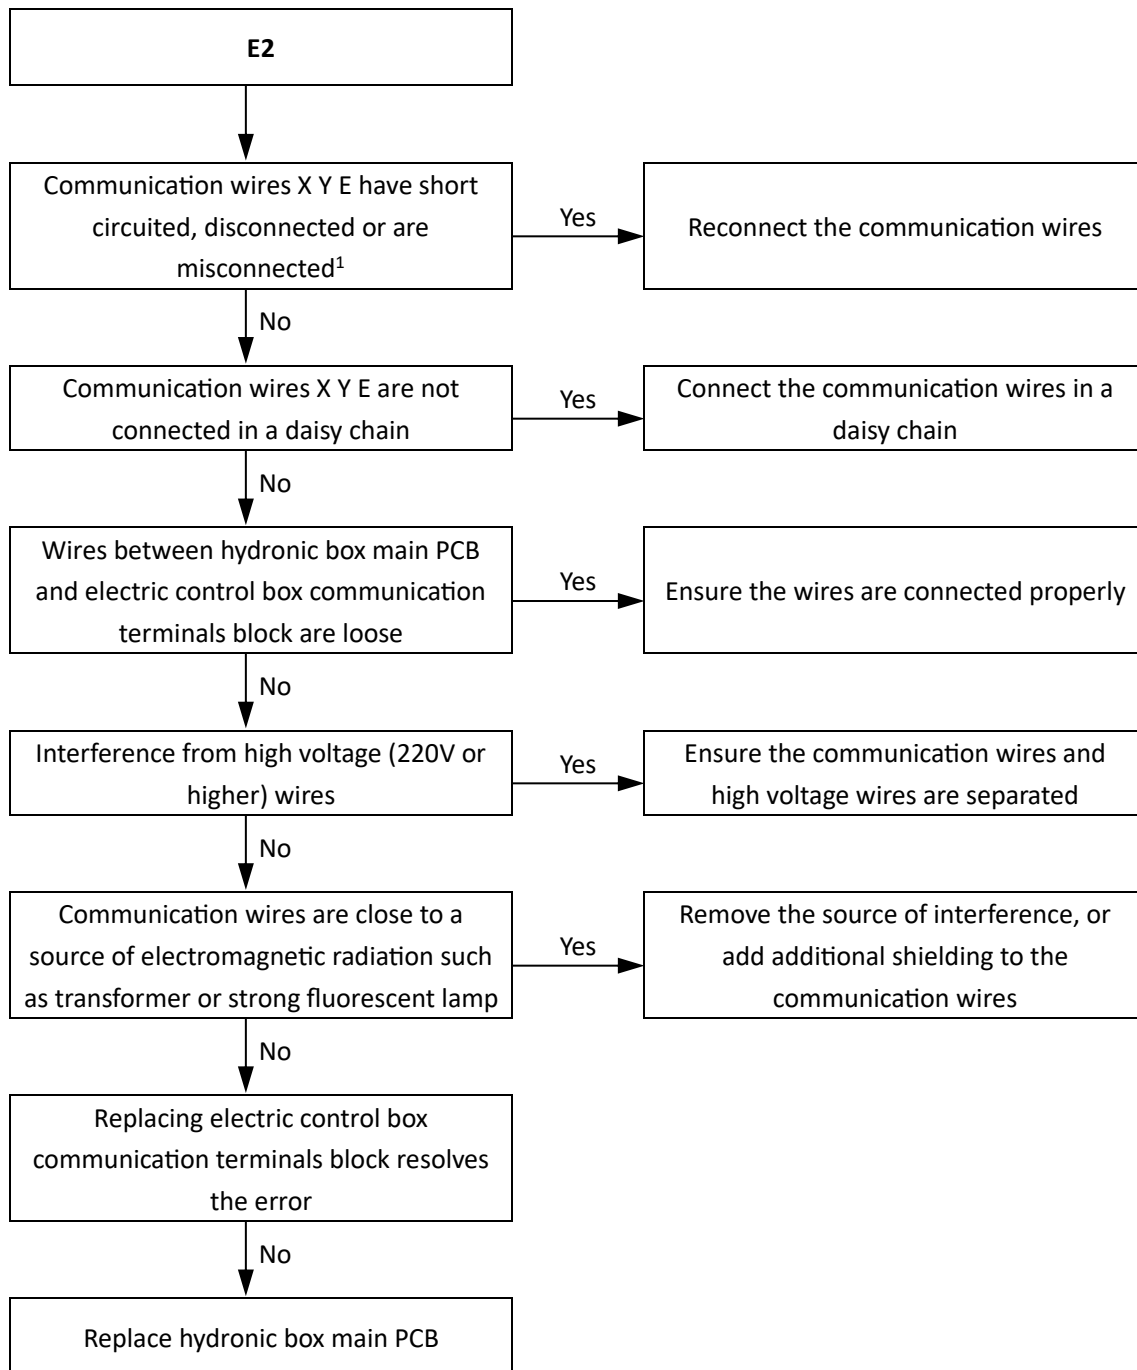 E2
Communication wires X Y E have short
circuited, disconnected or are
misconnected¹
Yes
Reconnect the communication wires
No
Communication wires X Y E are not
connected in a daisy chain
Yes
Connect the communication wires in a
daisy chain
No
Wires between hydronic box main PCB
and electric control box communication
terminals block are loose
Yes
Ensure the wires are connected properly
No
Interference from high voltage (220V or
higher) wires
Yes
Ensure the communication wires and
high voltage wires are separated
No
Communication wires are close to a
source of electromagnetic radiation such
as transformer or strong fluorescent lamp
Yes
Remove the source of interference, or
add additional shielding to the
communication wires
No
Replacing electric control box
communication terminals block resolves
the error
No
Replace hydronic box main PCB